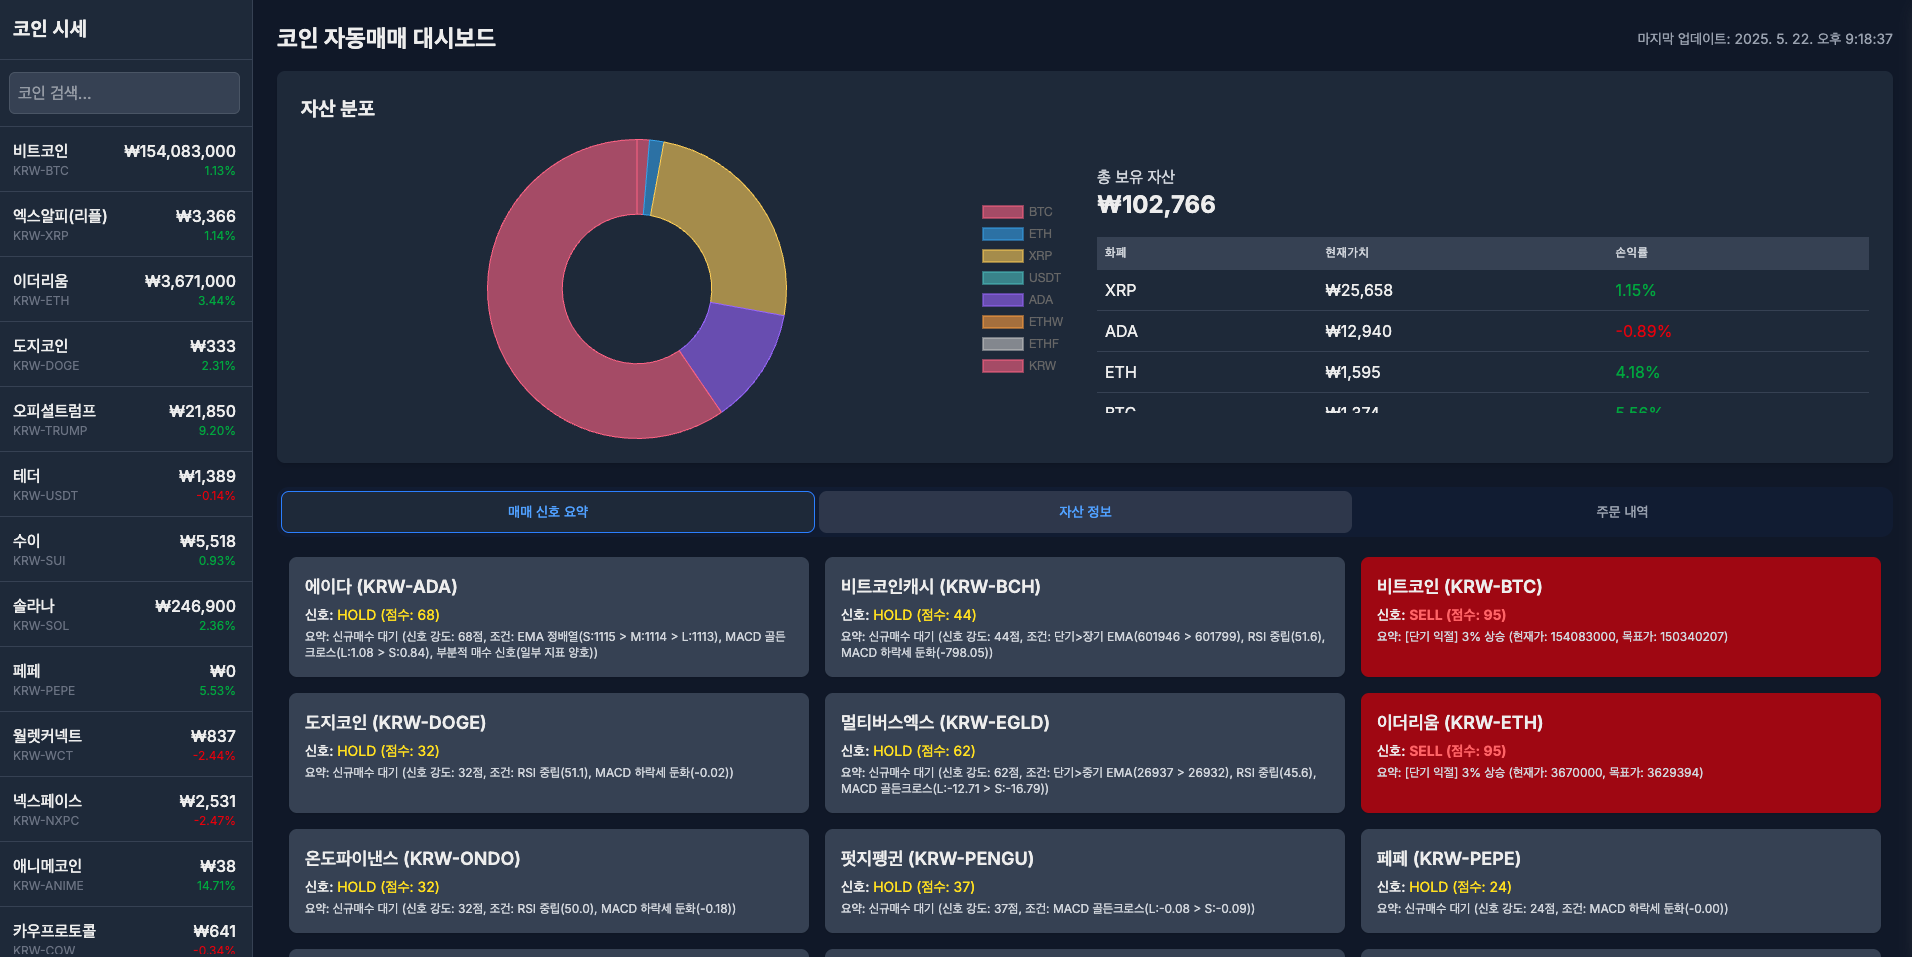 코인 시세
코인 검색...
비트코인 ₩154,083,000
KRW-BTC 1.13%
엑스알피(리플) ₩3,366
KRW-XRP 1.14%
이더리움 ₩3,671,000
KRW-ETH 3.44%
도지코인 ₩333
KRW-DOGE 2.31%
오피셜트럼프 ₩21,850
KRW-TRUMP 9.20%
테더 ₩1,389
KRW-USDT -0.14%
수이 ₩5,518
KRW-SUI 0.93%
솔라나 ₩246,900
KRW-SOL 2.36%
페페 ₩0
KRW-PEPE 5.53%
월렛커넥트 ₩837
KRW-WCT -2.44%
넥스페이스 ₩2,531
KRW-NXPC -2.47%
애니메코인 ₩38
KRW-ANIME 14.71%
카우프로토콜 ₩641
KRW-COW -0.34%
코인 자동매매 대시보드
마지막 업데이트: 2025. 5. 22. 오후 9:18:37
자산 분포
BTC
ETH
XRP
USDT
ADA
ETHW
ETHF
KRW
총 보유 자산
₩102,766
화폐 현재가치 손익률
XRP ₩25,658 1.15%
ADA ₩12,940 -0.89%
ETH ₩1,595 4.18%
BTC ₩1,374 5.56%
매매 신호 요약
자산 정보
주문 내역
에이다 (KRW-ADA)
신호: HOLD (점수: 68)
요약: 신규매수 대기 (신호 강도: 68점, 조건: EMA 정배열(S:1115 > M:1114 > L:1113), MACD 골든
크로스(L:1.08 > S:0.84), 부분적 매수 신호(일부 지표 양호))
비트코인캐시 (KRW-BCH)
신호: HOLD (점수: 44)
요약: 신규매수 대기 (신호 강도: 44점, 조건: 단기>장기 EMA(601946 > 601799), RSI 중립(51.6),
MACD 하락세 둔화(-798.05))
비트코인 (KRW-BTC)
신호: SELL (점수: 95)
요약: [단기 익절] 3% 상승 (현재가: 154083000, 목표가: 150340207)
도지코인 (KRW-DOGE)
신호: HOLD (점수: 32)
요약: 신규매수 대기 (신호 강도: 32점, 조건: RSI 중립(51.1), MACD 하락세 둔화(-0.02))
멀티버스엑스 (KRW-EGLD)
신호: HOLD (점수: 62)
요약: 신규매수 대기 (신호 강도: 62점, 조건: 단기>중기 EMA(26937 > 26932), RSI 중립(45.6),
MACD 골든크로스(L:-12.71 > S:-16.79))
이더리움 (KRW-ETH)
신호: SELL (점수: 95)
요약: [단기 익절] 3% 상승 (현재가: 3670000, 목표가: 3629394)
온도파이낸스 (KRW-ONDO)
신호: HOLD (점수: 32)
요약: 신규매수 대기 (신호 강도: 32점, 조건: RSI 중립(50.0), MACD 하락세 둔화(-0.18))
펏지펭귄 (KRW-PENGU)
신호: HOLD (점수: 37)
요약: 신규매수 대기 (신호 강도: 37점, 조건: MACD 골든크로스(L:-0.08 > S:-0.09))
페페 (KRW-PEPE)
신호: HOLD (점수: 24)
요약: 신규매수 대기 (신호 강도: 24점, 조건: MACD 하락세 둔화(-0.00))